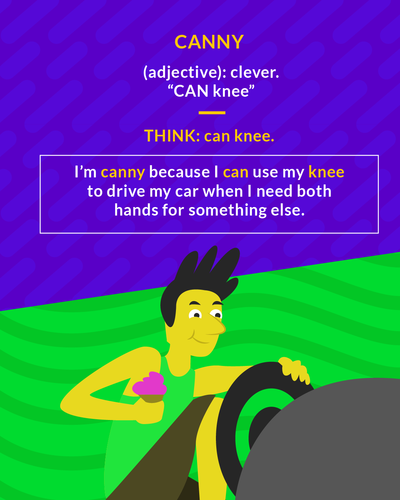 CANNY
(adjective): clever.
“CAN knee”
THINK: can knee.
I’m canny because I can use my knee
to drive my car when I need both
hands for something else.